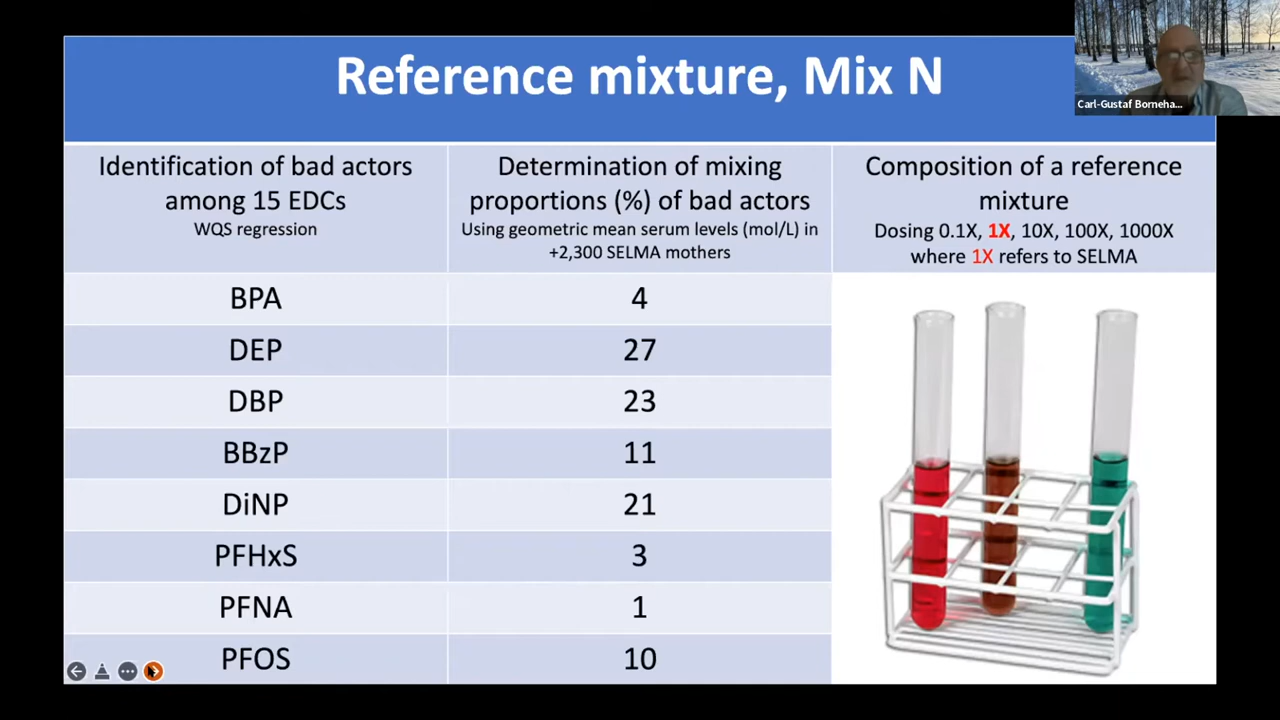 Reference mixture, Mix N
Carl-Gustaf Borneha...
Identification of bad actors
among 15 EDCs
WQS regression
Determination of mixing
proportions (%) of bad actors
Using geometric mean serum levels (mol/L) in
+2,300 SELMA mothers
Composition of a reference
mixture
Dosing 0.1X, 1X, 10X, 100X, 1000X
where 1X refers to SELMA
BPA 4
DEP 27
DBP 23
BBzP 11
DiNP 21
PFHxS 3
PFNA 1
PFOS 10